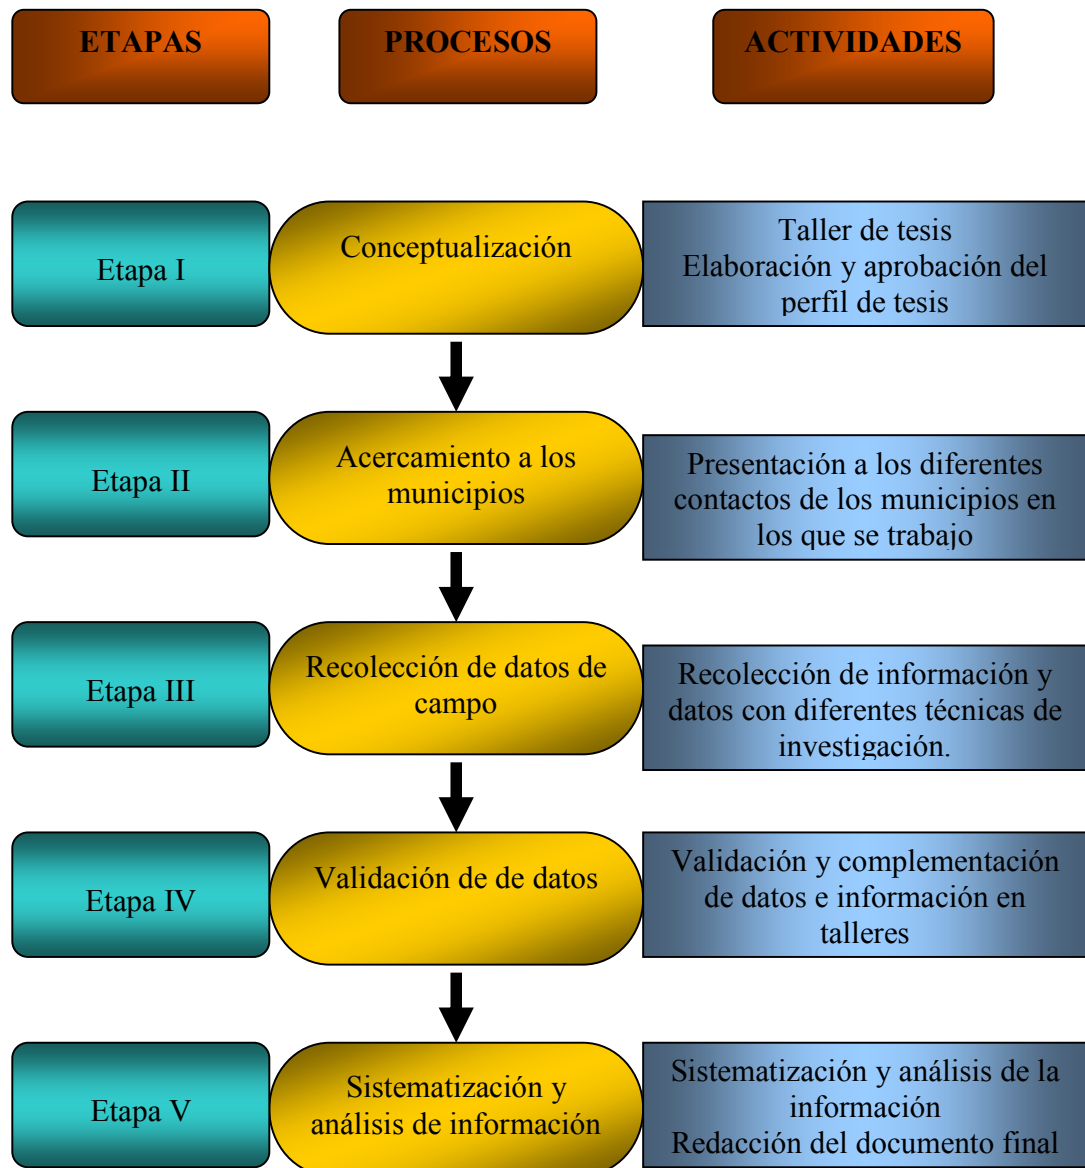 ETAPAS
PROCESOS
ACTIVIDADES
Etapa I
Conceptualización
Taller de tesis
Elaboración y aprobación del
perfil de tesis
Etapa II
Acercamiento a los
municipios
Presentación a los diferentes
contactos de los municipios en
los que se trabajo
Etapa III
Recolección de datos de
campo
Recolección de información y
datos con diferentes técnicas de
investigación.
Etapa IV
Validación de de datos
Validación y complementación
de datos e información en
talleres
Etapa V
Sistematización y
análisis de información
Sistematización y análisis de la
información
Redacción del documento final